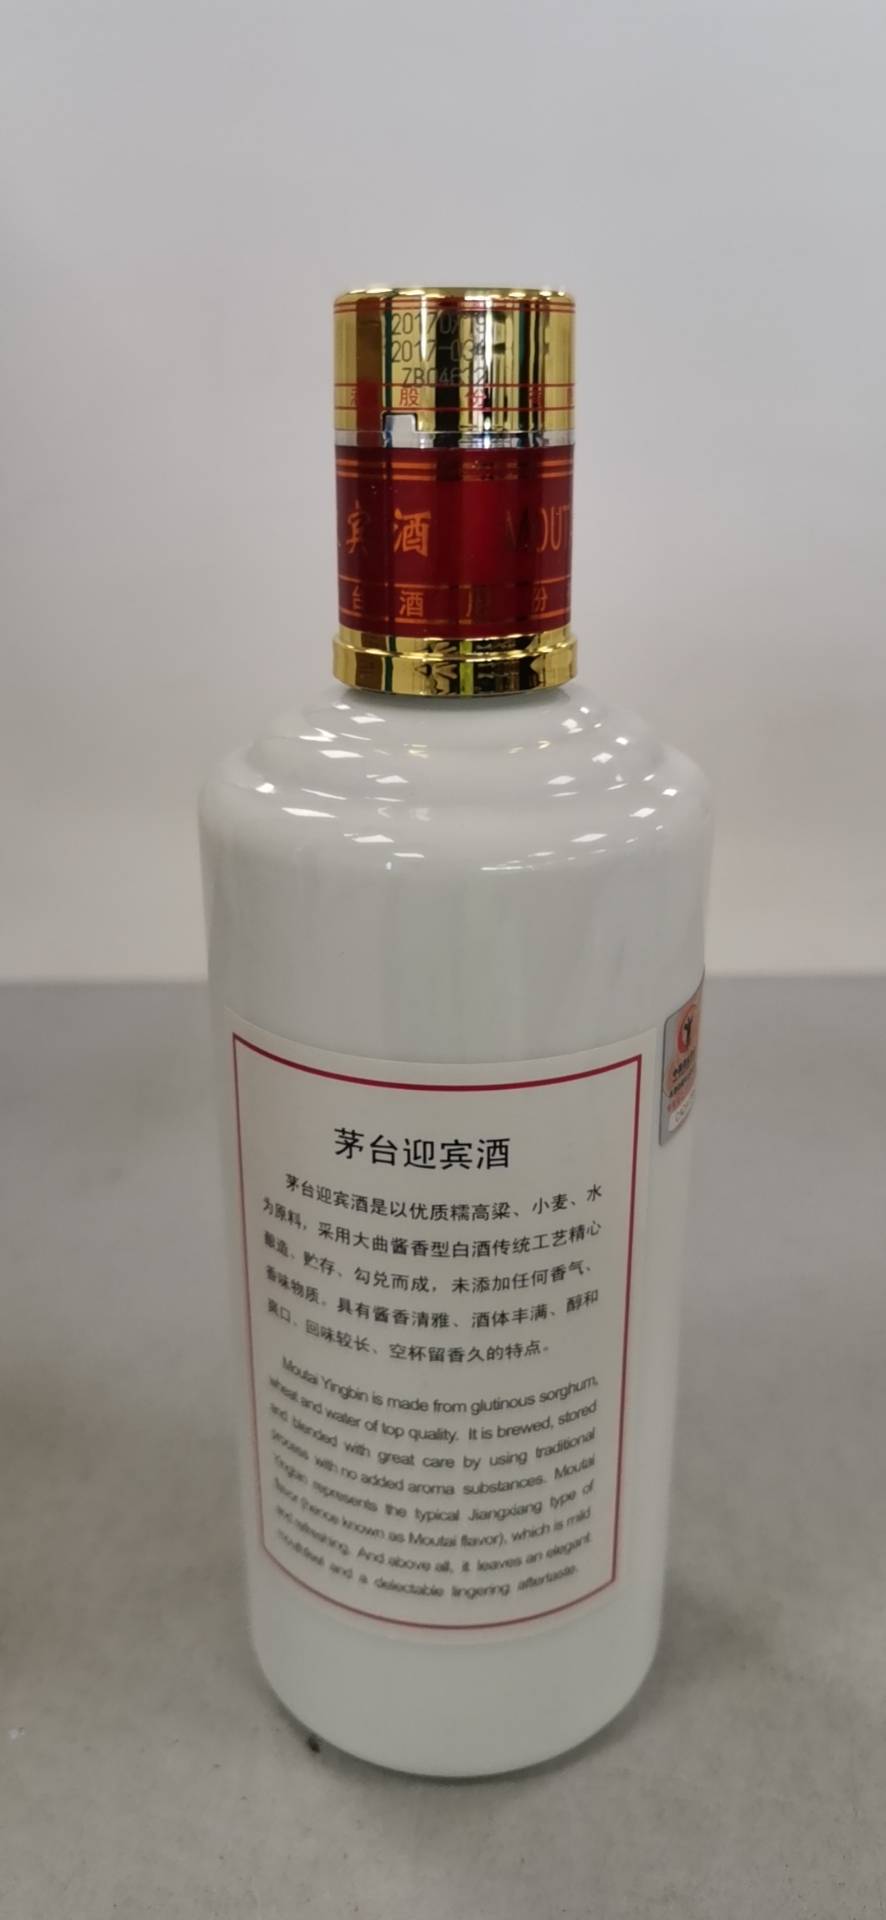 2017
2017-03
ZB04632
酒 股 份 有
宾酒 MOUT
台 酒 股 份
茅台迎宾酒
茅台迎宾酒是以优质糯高粱、小麦、水
为原料，采用大曲酱香型白酒传统工艺精心
酿造、贮存、勾兑而成，未添加任何香气、
香味物质。具有酱香清雅、酒体丰满、醇和
爽口、回味较长、空杯留香久的特点。
Moutai Yingbin is made from glutinous sorghum,
wheat and water of top quality. It is brewed, stored
and blended with great care by using traditional
process with no added aroma substances. Moutai
Yingbin represents the typical Jiangxiang type of
flavor (hence known as Moutai flavor), which is mild
and refreshing. And above all, it leaves an elegant
mouthfeel and a delectable lingering aftertaste.